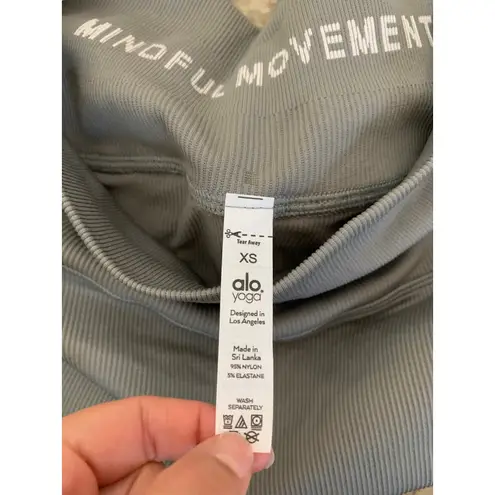 MINDFUL MOVEMENT
alo
Tear Away
XS
alo
yoga
Designed in
Los Angeles
Made in
Sri Lanka
95% NYLON
5% ELASTANE
WASH
SEPARATELY